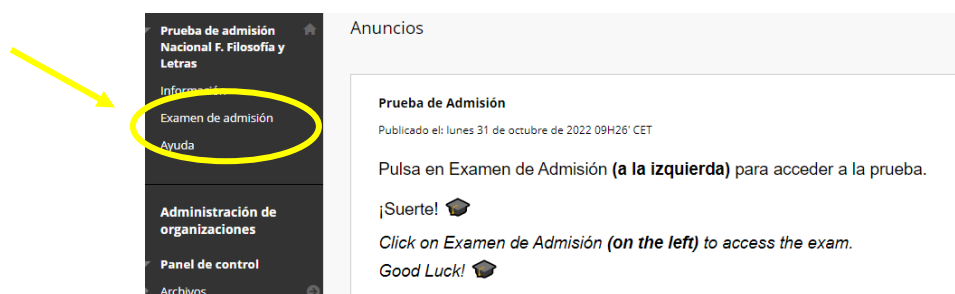 Prueba de admisión
Nacional F. Filosofía y
Letras
Información
Examen de admisión
Ayuda
Administración de
organizaciones
Panel de control
Archivos
Anuncios
Prueba de Admisión
Publicado el: lunes 31 de octubre de 2022 09H26' CET
Pulsa en Examen de Admisión (a la izquierda) para acceder a la prueba.
¡Suerte! 🎓
Click on Examen de Admisión (on the left) to access the exam.
Good Luck! 🎓